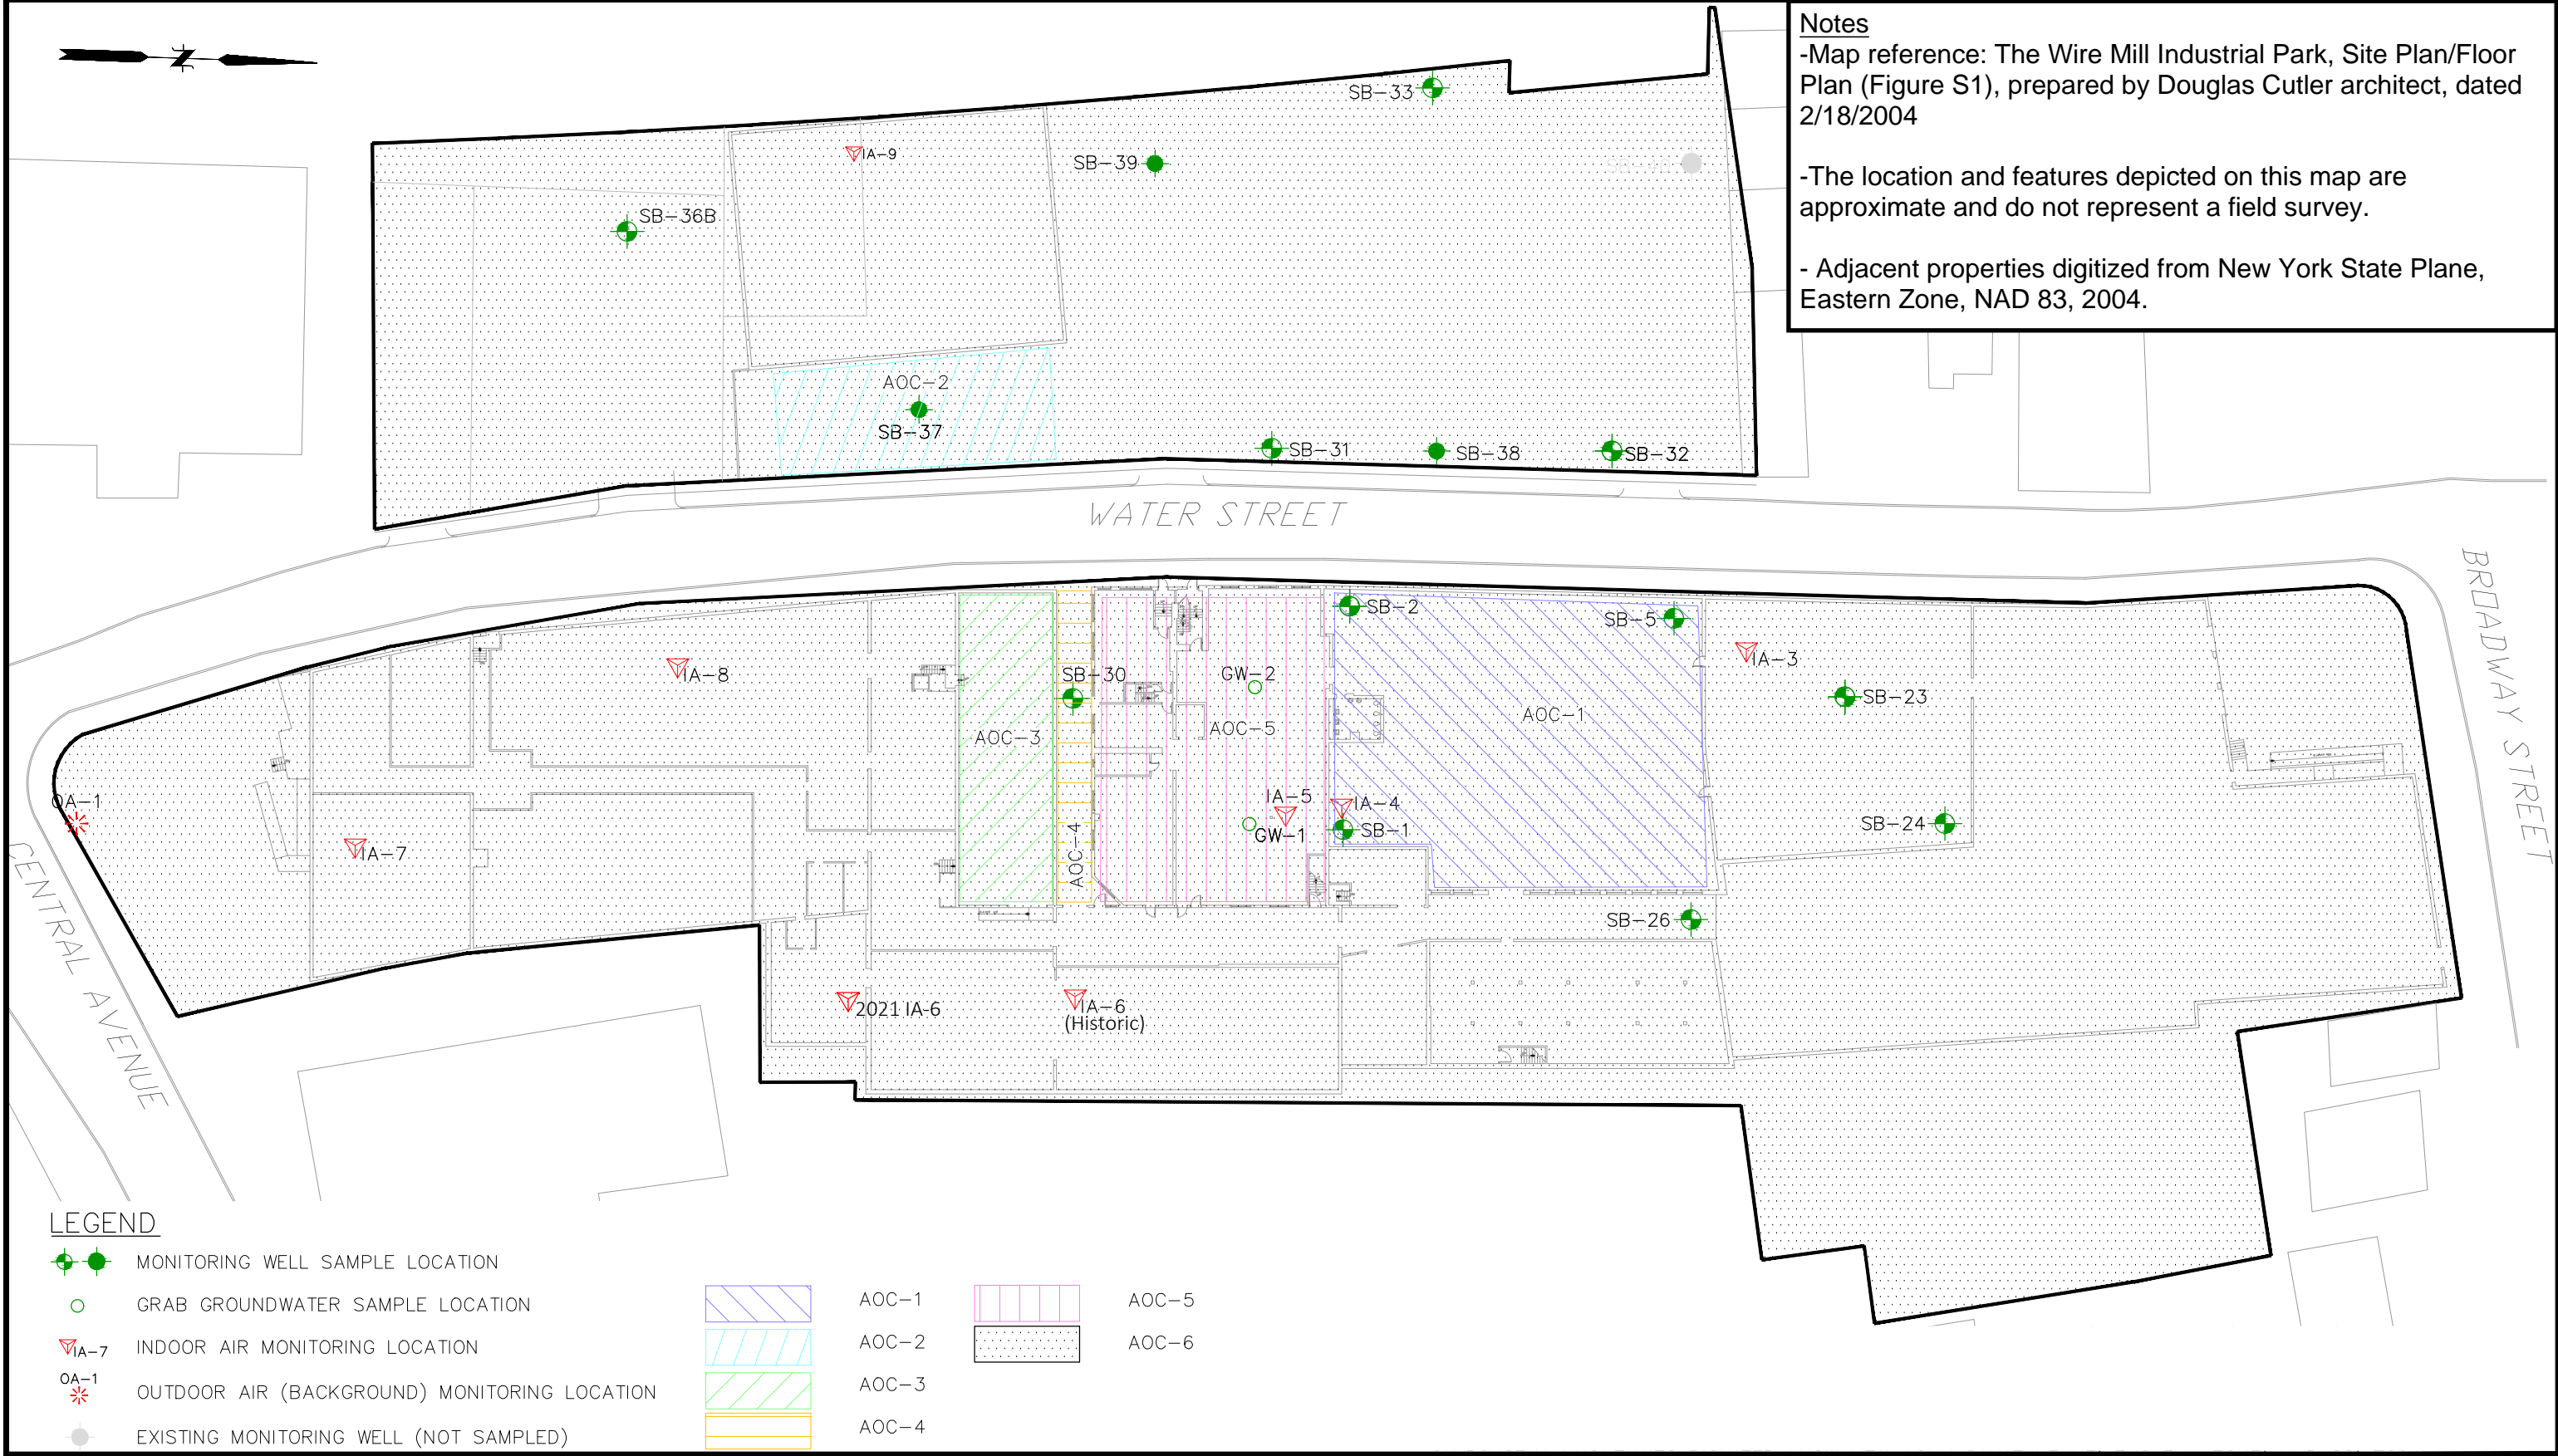 Notes
-Map reference: The Wire Mill Industrial Park, Site Plan/Floor
Plan (Figure S1), prepared by Douglas Cutler architect, dated
2/18/2004
-The location and features depicted on this map are
approximate and do not represent a field survey.
- Adjacent properties digitized from New York State Plane,
Eastern Zone, NAD 83, 2004.
N
SB-33
IA-9
SB-39
SB-40
SB-36B
AOC-2
SB-37
SB-31
SB-38
SB-32
WATER STREET
BROADWAY STREET
CENTRAL AVENUE
SB-2
SB-5
IA-3
IA-8
SB-30
GW-2
SB-23
AOC-3
AOC-5
AOC-1
OA-1
IA-5
IA-4
GW-1
SB-1
SB-24
IA-7
AOC-4
SB-26
2021 IA-6
IA-6
(Historic)
LEGEND
MONITORING WELL SAMPLE LOCATION
GRAB GROUNDWATER SAMPLE LOCATION
IA-7 INDOOR AIR MONITORING LOCATION
OA-1
OUTDOOR AIR (BACKGROUND) MONITORING LOCATION
EXISTING MONITORING WELL (NOT SAMPLED)
AOC-1
AOC-2
AOC-3
AOC-4
AOC-5
AOC-6